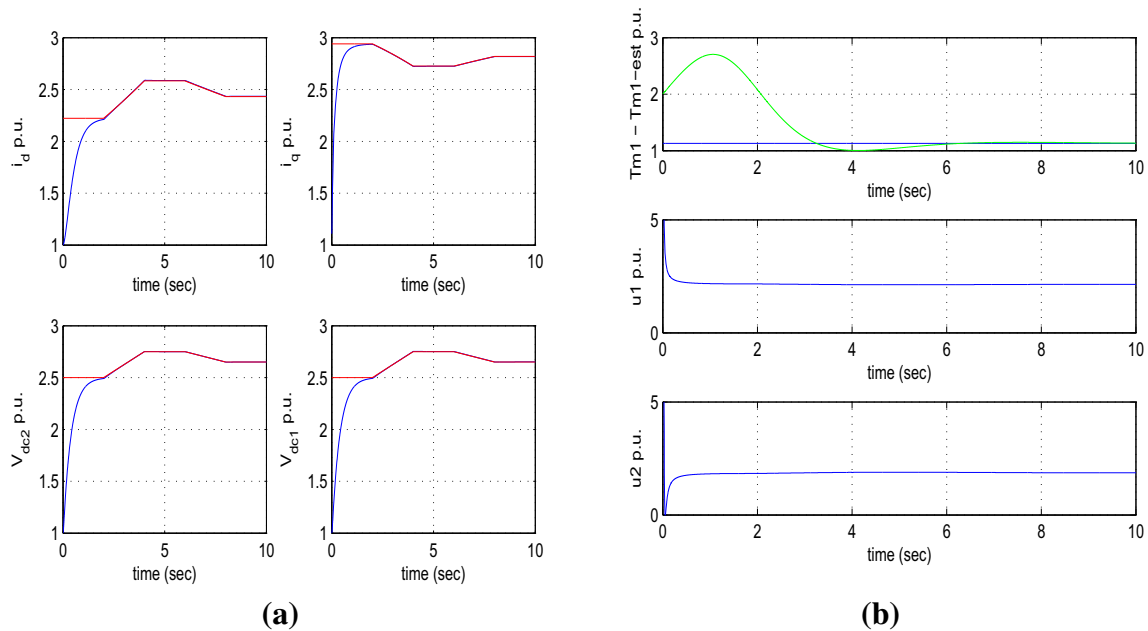 3
2.5
2
1.5
1
0 5 10
i_d p.u.
time (sec)
3
2.5
2
1.5
1
0 5 10
i_q p.u.
time (sec)
3
2.5
2
1.5
1
0 5 10
V_dc2 p.u.
time (sec)
3
2.5
2
1.5
1
0 5 10
V_dc1 p.u.
time (sec)
(a)
3
2
1
0 2 4 6 8 10
Tm1 − Tm1−est p.u.
time (sec)
5
0
0 2 4 6 8 10
u1 p.u.
time (sec)
5
0
0 2 4 6 8 10
u2 p.u.
time (sec)
(b)